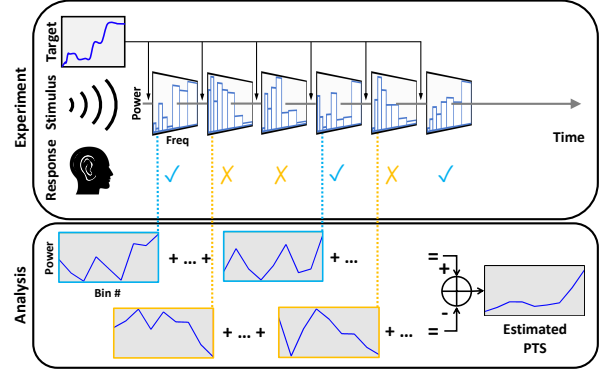 Experiment
Target
Stimulus
Response
Power
Freq
Time
✓ ✗ ✗ ✓ ✗ ✓
Analysis
Power
Bin #
+ ... +
+ ... =
+ ... +
+ ... =
+
-
Estimated
PTS